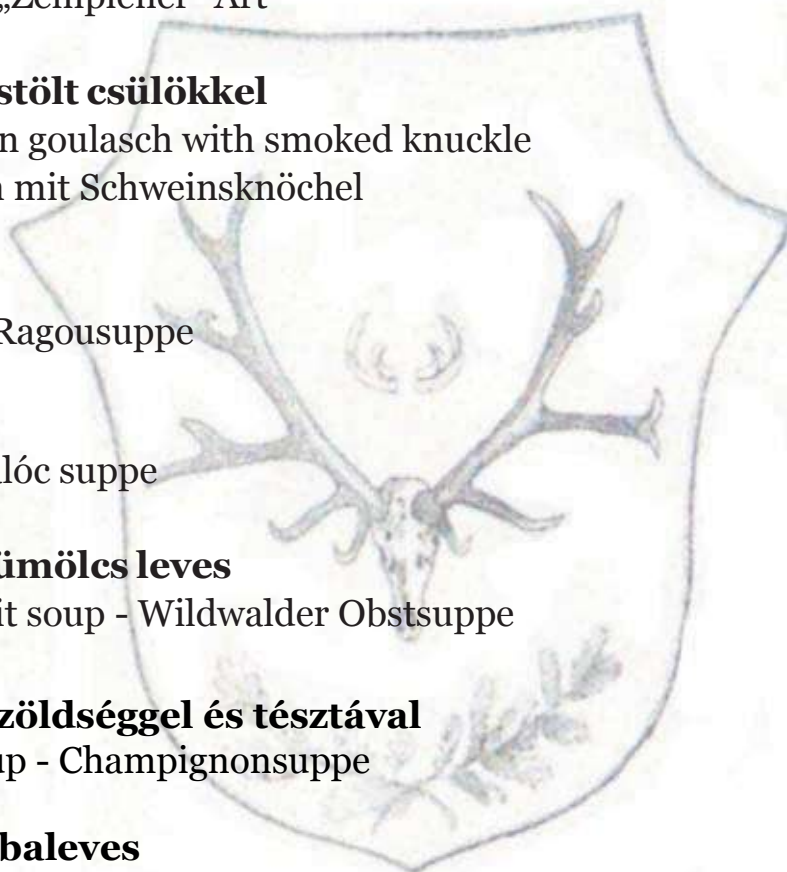 „Zempléner" Art
stölt csülökkel
n goulasch with smoked knuckle
mit Schweinsknöchel
Ragousuppe
lóc suppe
ümölcs leves
it soup - Wildwalder Obstsuppe
zöldséggel és tésztával
up - Champignonsuppe
baleves